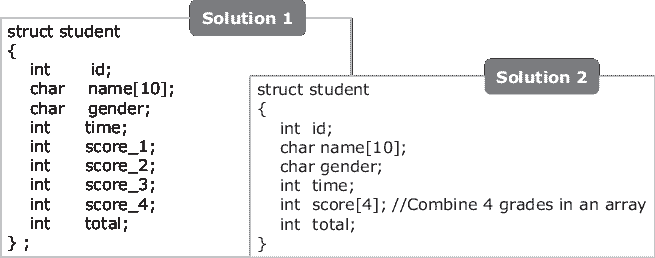 Solution 1
struct student
{
int id;
char name[10];
char gender;
int time;
int score_1;
int score_2;
int score_3;
int score_4;
int total;
} ;
Solution 2
struct student
{
int id;
char name[10];
char gender;
int time;
int score[4]; //Combine 4 grades in an array
int total;
}